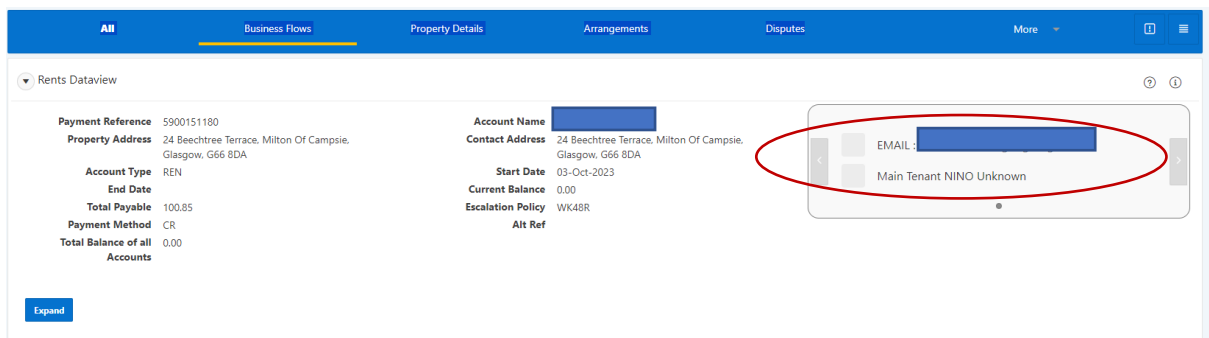 All Business Flows Property Details Arrangements Disputes More
Rents Dataview
Payment Reference 5900151180
Property Address 24 Beechtree Terrace, Milton Of Campsie,
Glasgow, G66 8DA
Account Type REN
End Date
Total Payable 100.85
Payment Method CR
Total Balance of all 0.00
Accounts
Account Name
Contact Address 24 Beechtree Terrace, Milton Of Campsie,
Glasgow, G66 8DA
Start Date 03-Oct-2023
Current Balance 0.00
Escalation Policy WK48R
Alt Ref
EMAIL :
Main Tenant NINO Unknown
Expand